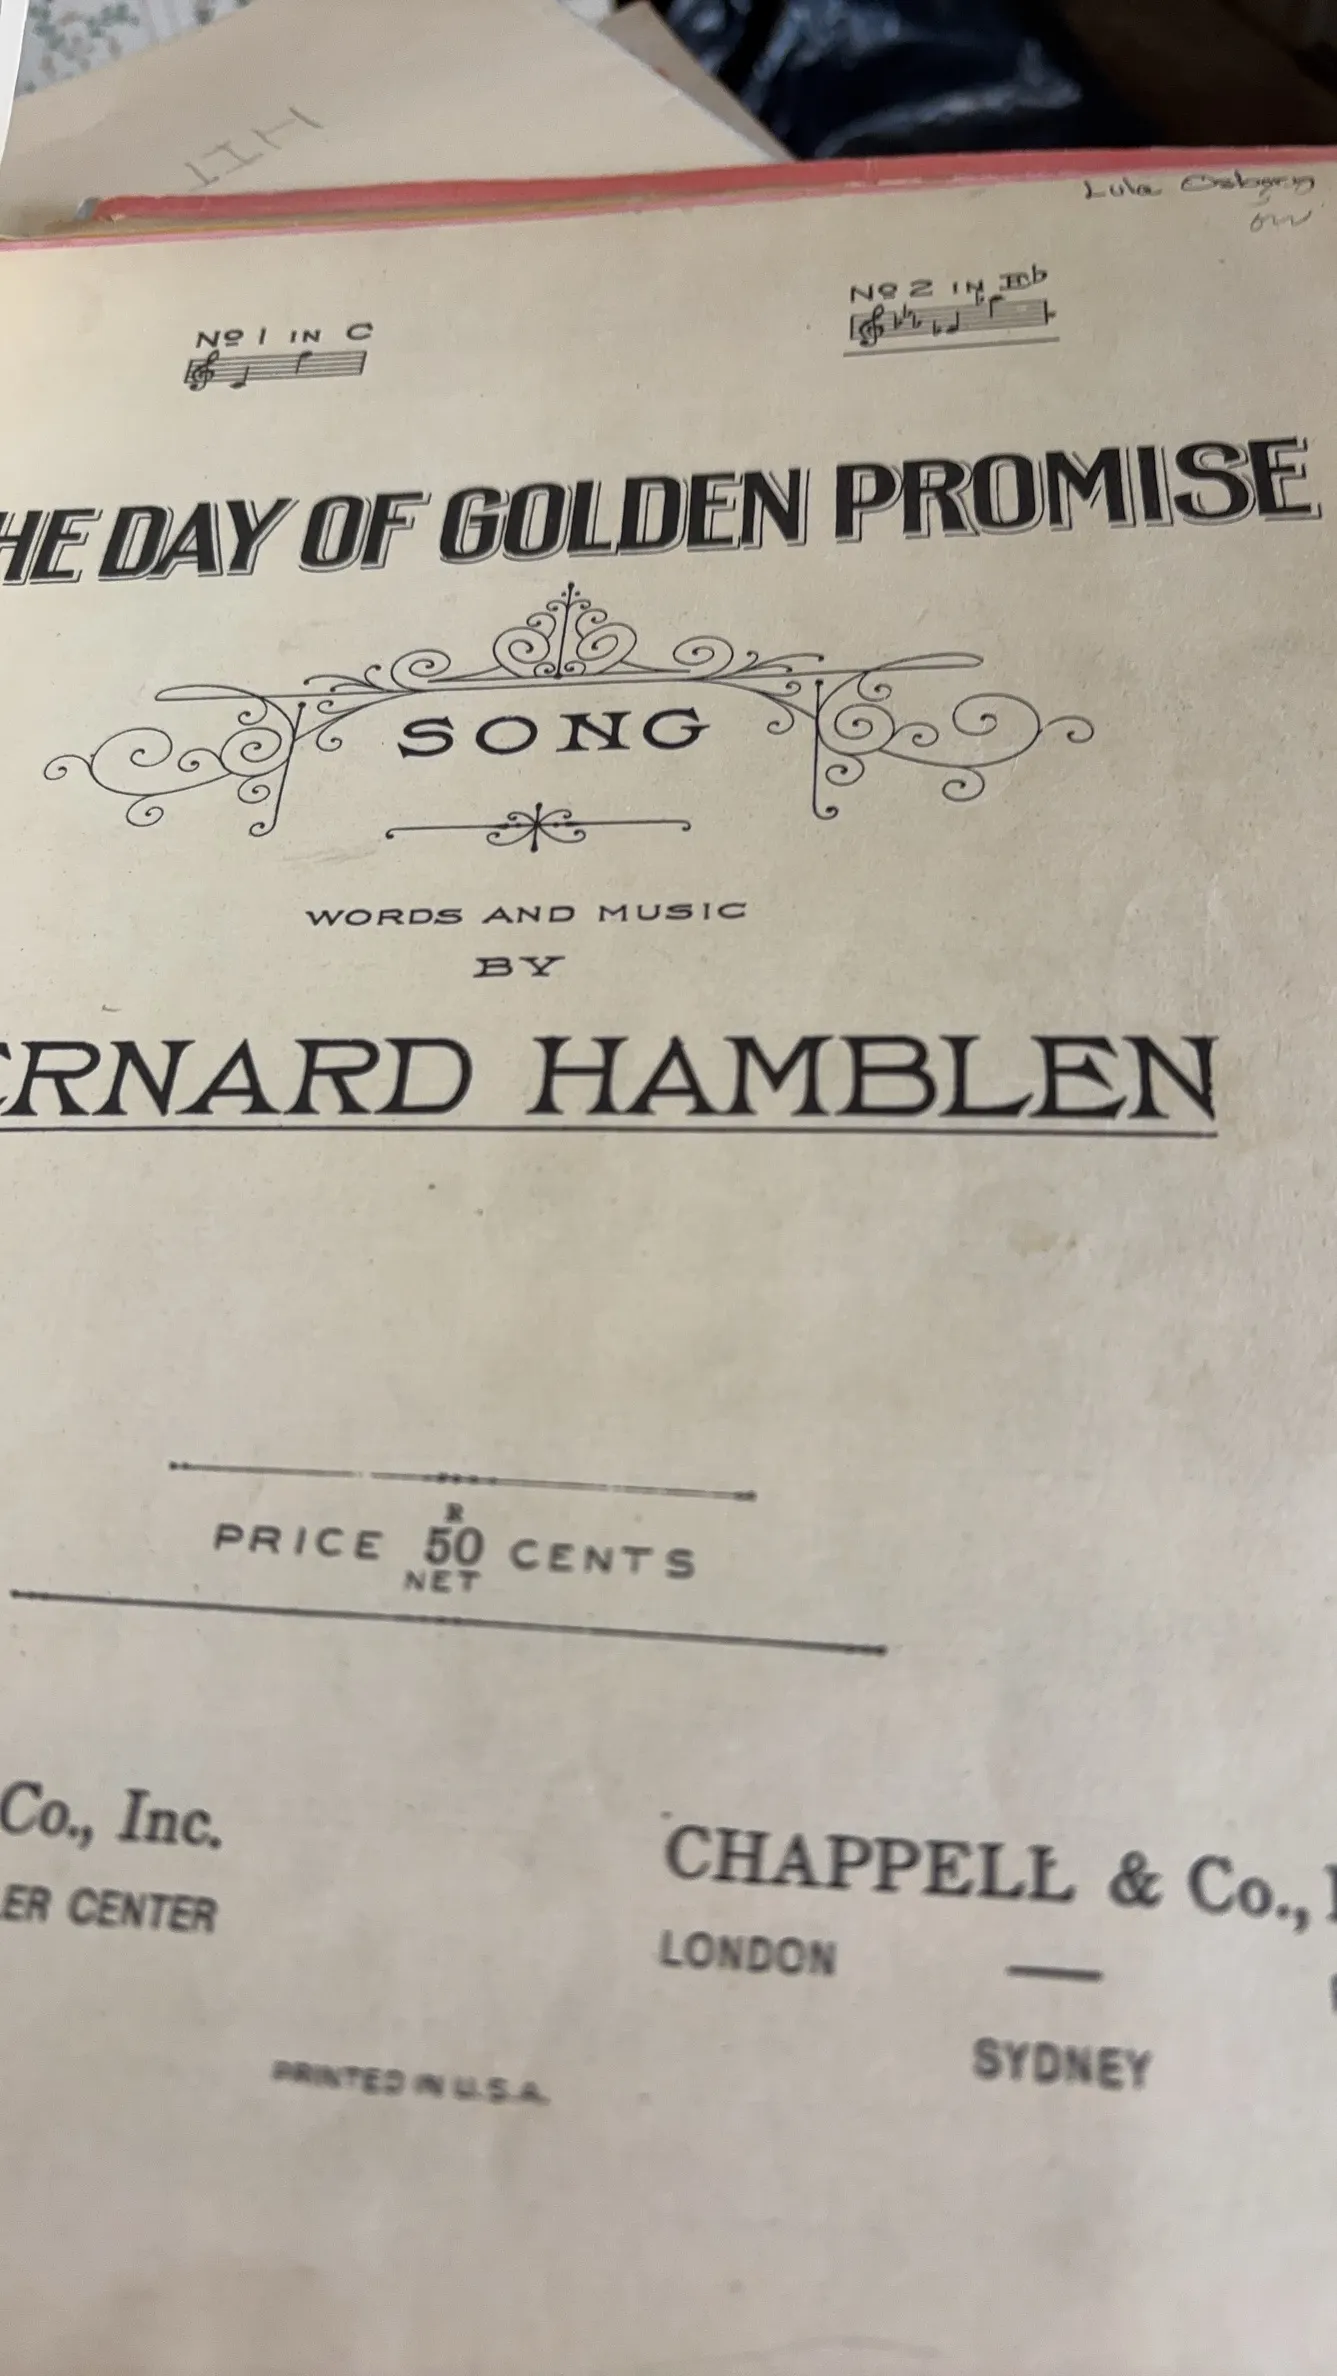 HIT
Lula Osborn
No 1 IN C
No 2 IN Eb
HE DAY OF GOLDEN PROMISE
SONG
WORDS AND MUSIC
BY
ERNARD HAMBLEN
PRICE R 50 CENTS
NET
Co., Inc.
ER CENTER
CHAPPELL & Co.,
LONDON —
SYDNEY
PRINTED IN U.S.A.